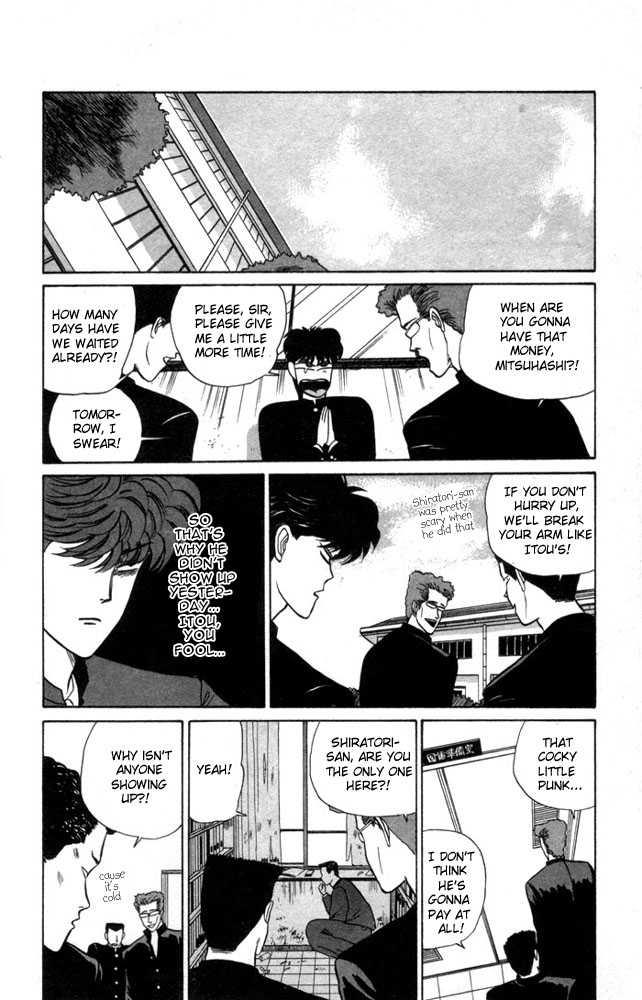 WHEN ARE
YOU GONNA
HAVE THAT
MONEY,
MITSUHASHI?!
PLEASE, SIR,
PLEASE GIVE
ME A LITTLE
MORE TIME!
HOW MANY
DAYS HAVE
WE WAITED
ALREADY?!
TOMOR-
ROW, I
SWEAR!
IF YOU DON'T
HURRY UP,
WE'LL BREAK
YOUR ARM LIKE
ITOU'S!
Shiratori-san
was pretty
scary when
he did that
SO
THAT'S
WHY HE
DIDN'T
SHOW UP
YESTER-
DAY...
ITOU,
YOU
FOOL...
THAT
COCKY
LITTLE
PUNK...
I DON'T
THINK
HE'S
GONNA
PAY AT
ALL!
SHIRATORI-
SAN, ARE YOU
THE ONLY ONE
HERE?!
YEAH!
WHY ISN'T
ANYONE
SHOWING
UP?!
cause
it's
cold